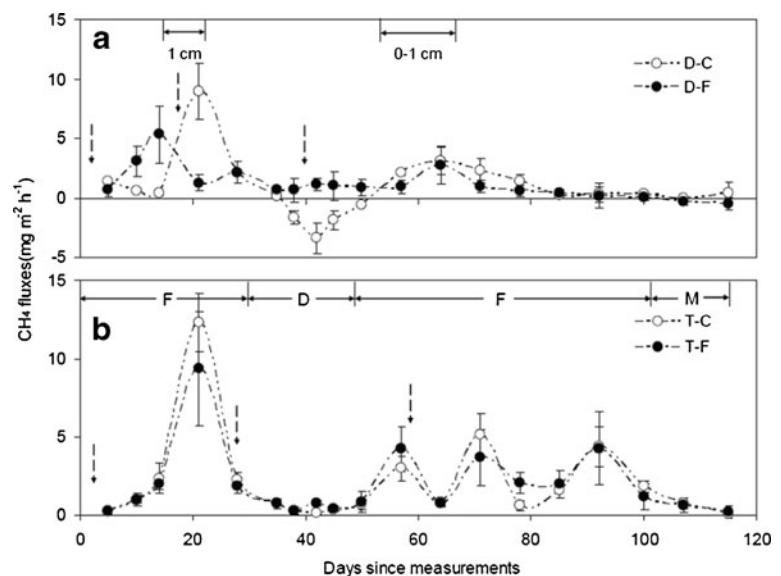 15
a
1 cm
0-1 cm
D-C
D-F
10
5
0
-5
CH₄ fluxes(mg m⁻² h⁻¹)
15
F
D
F
M
b
T-C
T-F
10
5
0
0
20
40
60
80
100
120
Days since measurements